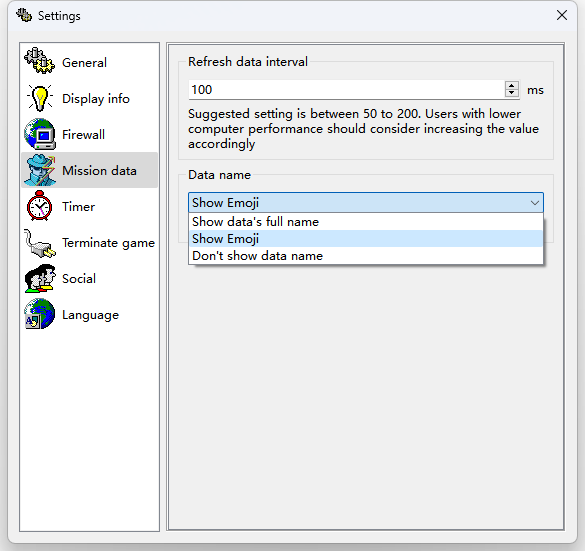 Settings
General
Display info
Firewall
Mission data
Timer
Terminate game
Social
Language
Refresh data interval
100 ms
Suggested setting is between 50 to 200. Users with lower
computer performance should consider increasing the value
accordingly
Data name
Show Emoji
Show data's full name
Show Emoji
Don't show data name